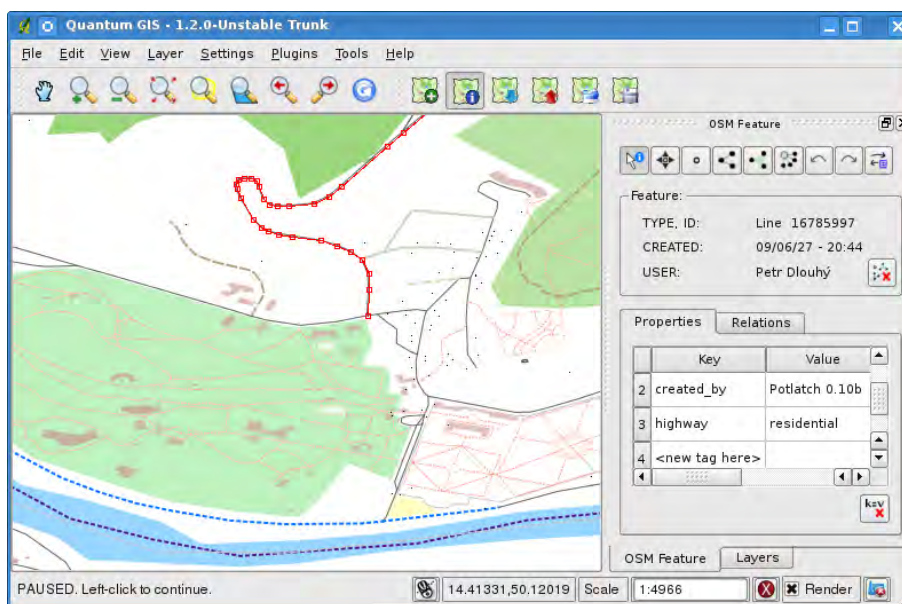 Quantum GIS - 1.2.0-Unstable Trunk
File Edit View Layer Settings Plugins Tools Help
OSM Feature
Feature:
TYPE, ID: Line 16785997
CREATED: 09/06/27 - 20:44
USER: Petr Dlouhý
Properties Relations
Key Value
2 created_by Potlatch 0.10b
3 highway residential
4 <new tag here>
key
OSM Feature Layers
PAUSED. Left-click to continue. 14.41331,50.12019 Scale 1:4966 Render